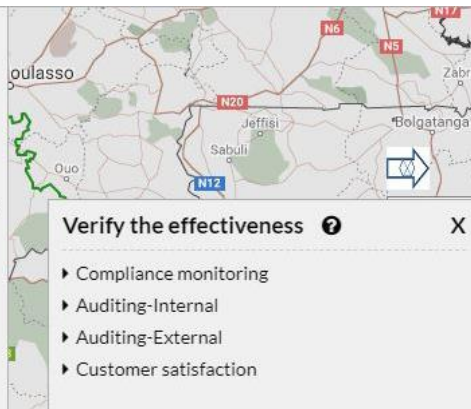 N17
N6
N5
oulasso
Zabr
N20
Jeffisi
Bolgatanga
Sabuli
Ouo
N12
Verify the effectiveness ? X
Compliance monitoring
Auditing-Internal
Auditing-External
Customer satisfaction